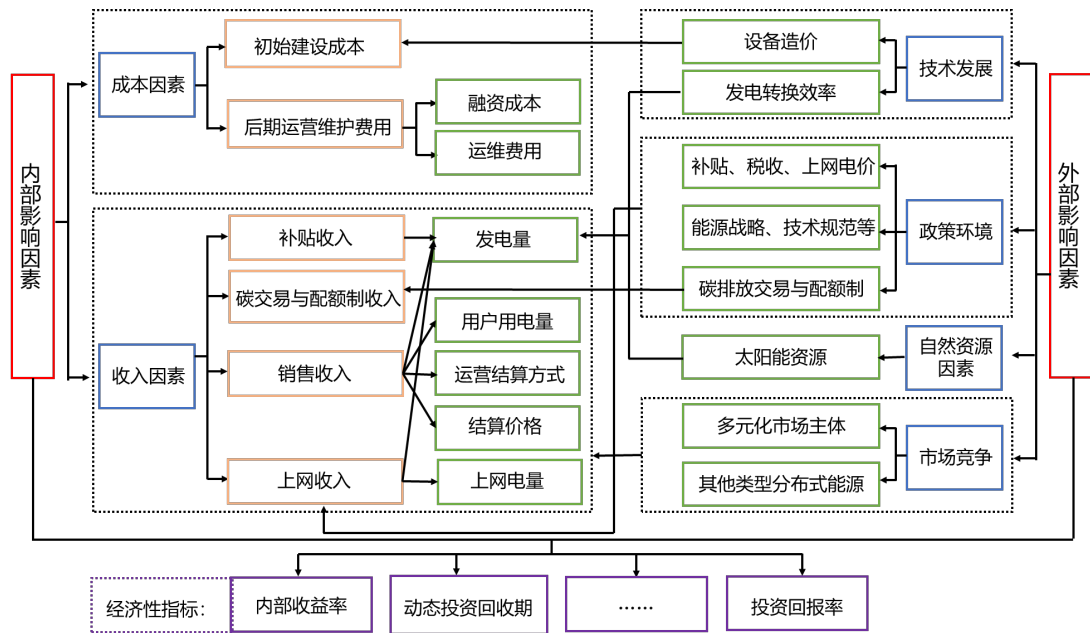 内部影响因素
成本因素
初始建设成本
后期运营维护费用
融资成本
运维费用
收入因素
补贴收入
碳交易与配额制收入
销售收入
上网收入
发电量
用户用电量
运营结算方式
结算价格
上网电量
设备造价
发电转换效率
技术发展
补贴、税收、上网电价
能源战略、技术规范等
碳排放交易与配额制
政策环境
太阳能资源
自然资源
因素
多元化市场主体
其他类型分布式能源
市场竞争
外部影响因素
经济性指标：
内部收益率
动态投资回收期
……
投资回报率